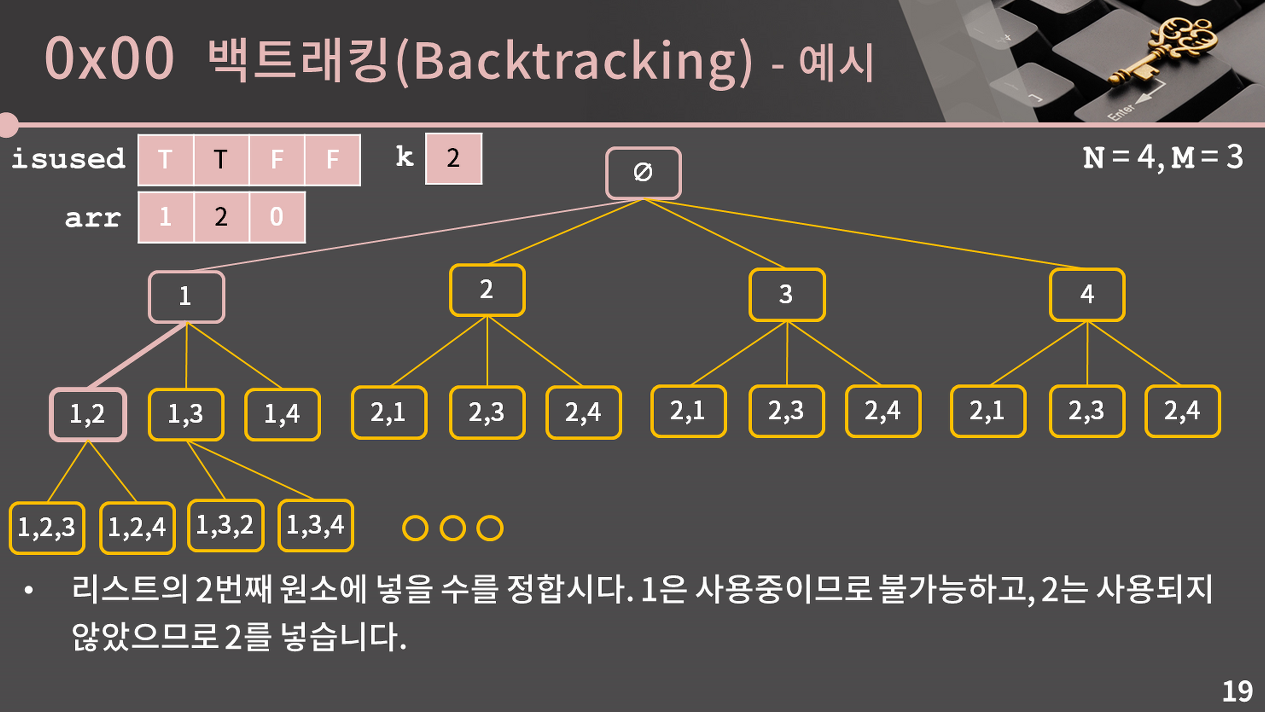 0x00 백트래킹(Backtracking) - 예시
isused T T F F k 2
N = 4, M = 3
arr 1 2 0
∅
1 2 3 4
1,2 1,3 1,4 2,1 2,3 2,4 2,1 2,3 2,4 2,1 2,3 2,4
1,2,3 1,2,4 1,3,2 1,3,4
• 리스트의 2번째 원소에 넣을 수를 정합시다. 1은 사용중이므로 불가능하고, 2는 사용되지
않았으므로 2를 넣습니다.
19
Enter